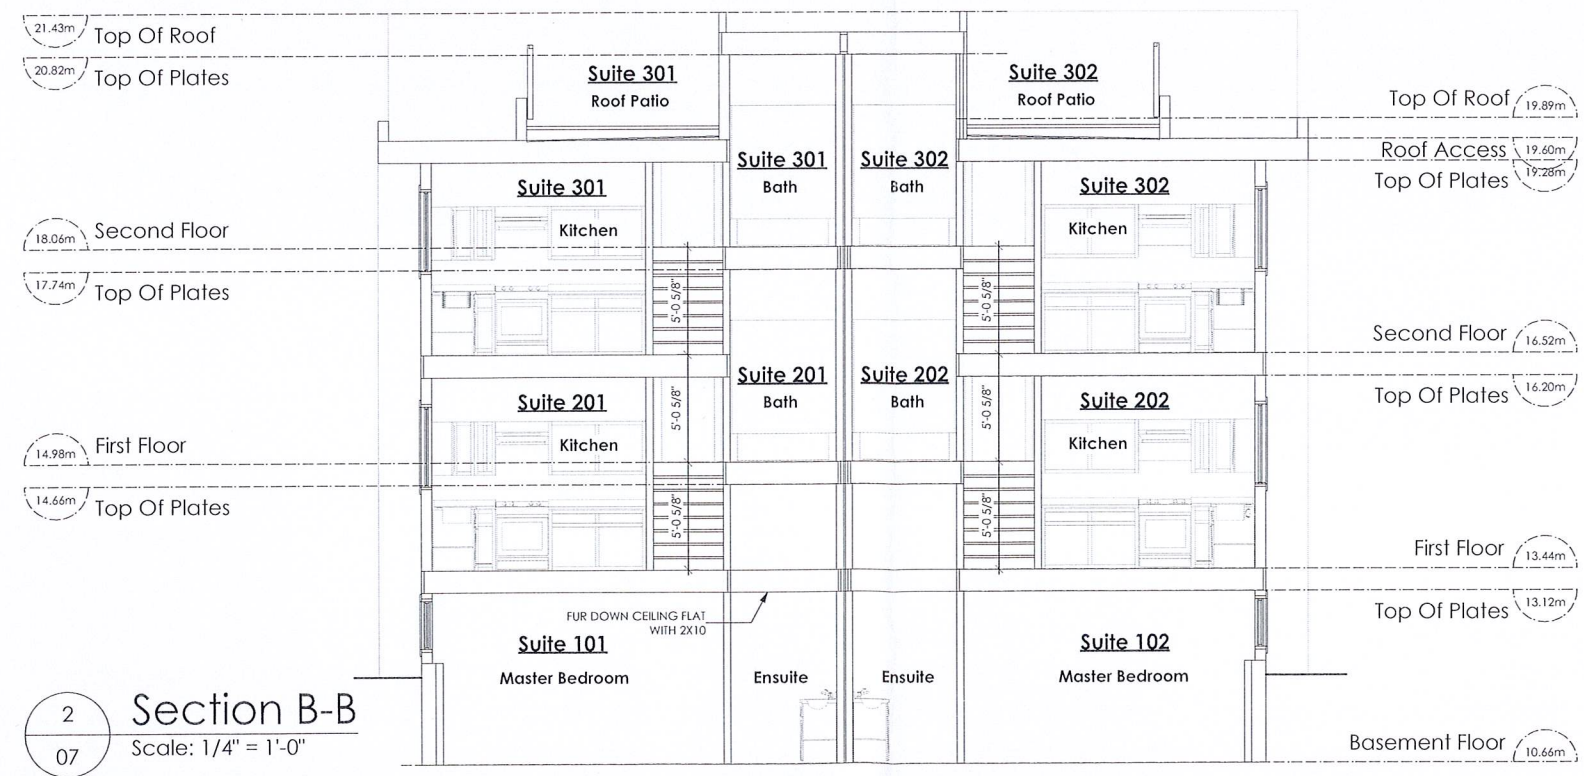 21.43m Top Of Roof
20.82m Top Of Plates
Suite 301
Roof Patio
Suite 302
Roof Patio
Top Of Roof 19.89m
Roof Access 19.60m
Top Of Plates 19.28m
Suite 301
Bath
Suite 302
Bath
Suite 301
Kitchen
Suite 302
Kitchen
18.06m Second Floor
17.74m Top Of Plates
5'-0 5/8"
5'-0 5/8"
Second Floor 16.52m
Top Of Plates 16.20m
Suite 201
Bath
Suite 202
Bath
5'-0 5/8"
5'-0 5/8"
Suite 201
Kitchen
Suite 202
Kitchen
14.98m First Floor
14.66m Top Of Plates
5'-0 5/8"
5'-0 5/8"
First Floor 13.44m
Top Of Plates 13.12m
FUR DOWN CEILING FLAT
WITH 2X10
Suite 101
Master Bedroom
Ensuite
Ensuite
Suite 102
Master Bedroom
2
07
Section B-B
Scale: 1/4" = 1'-0"
Basement Floor 10.66m